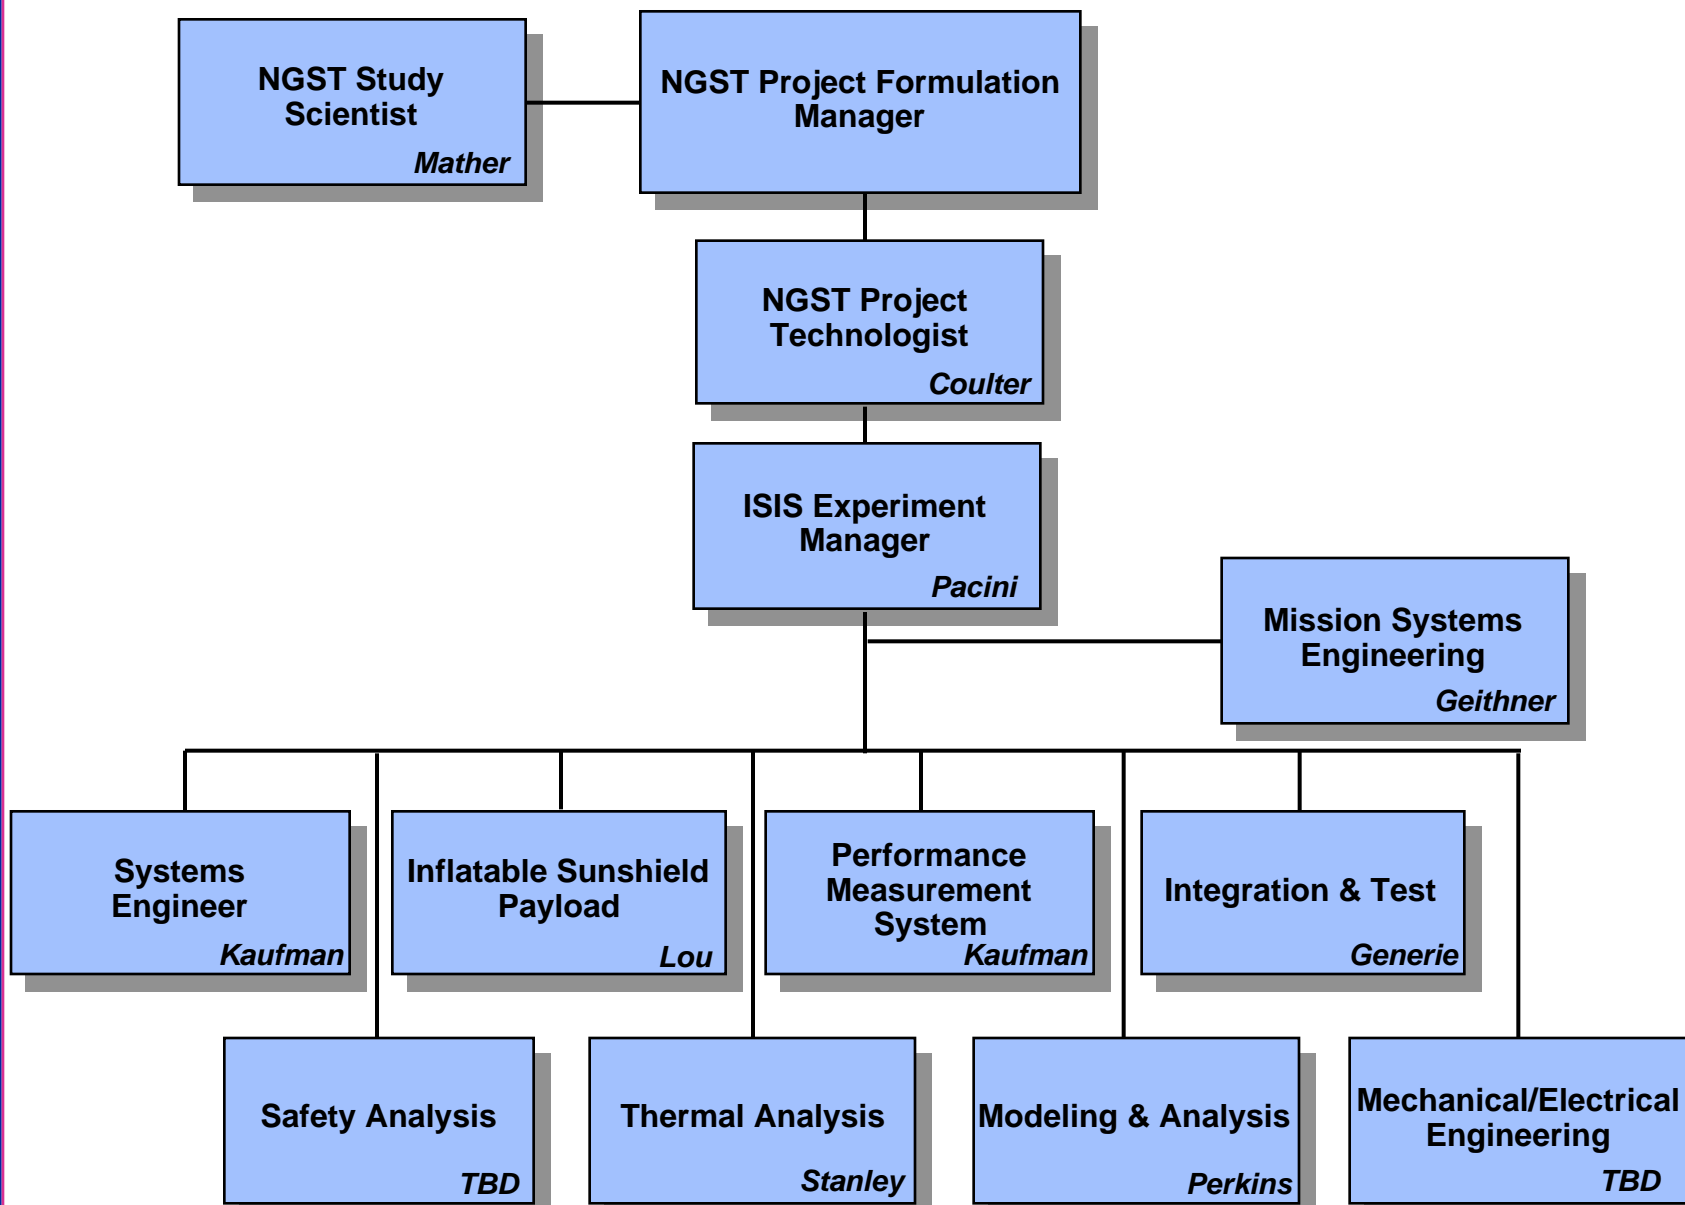 NGST Study
Scientist
Mather
NGST Project Formulation
Manager
NGST Project
Technologist
Coulter
ISIS Experiment
Manager
Pacini
Mission Systems
Engineering
Geithner
Systems
Engineer
Kaufman
Inflatable Sunshield
Payload
Lou
Performance
Measurement
System
Kaufman
Integration & Test
Generie
Safety Analysis
TBD
Thermal Analysis
Stanley
Modeling & Analysis
Perkins
Mechanical/Electrical
Engineering
TBD